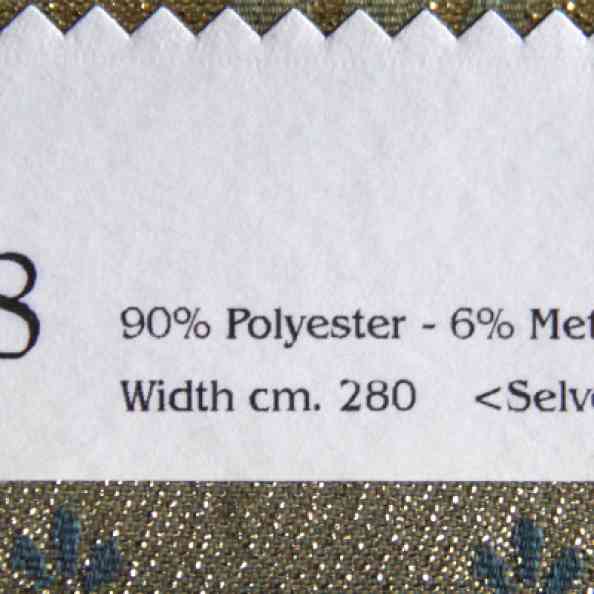 8
90% Polyester - 6% Met
Width cm. 280 <Selv